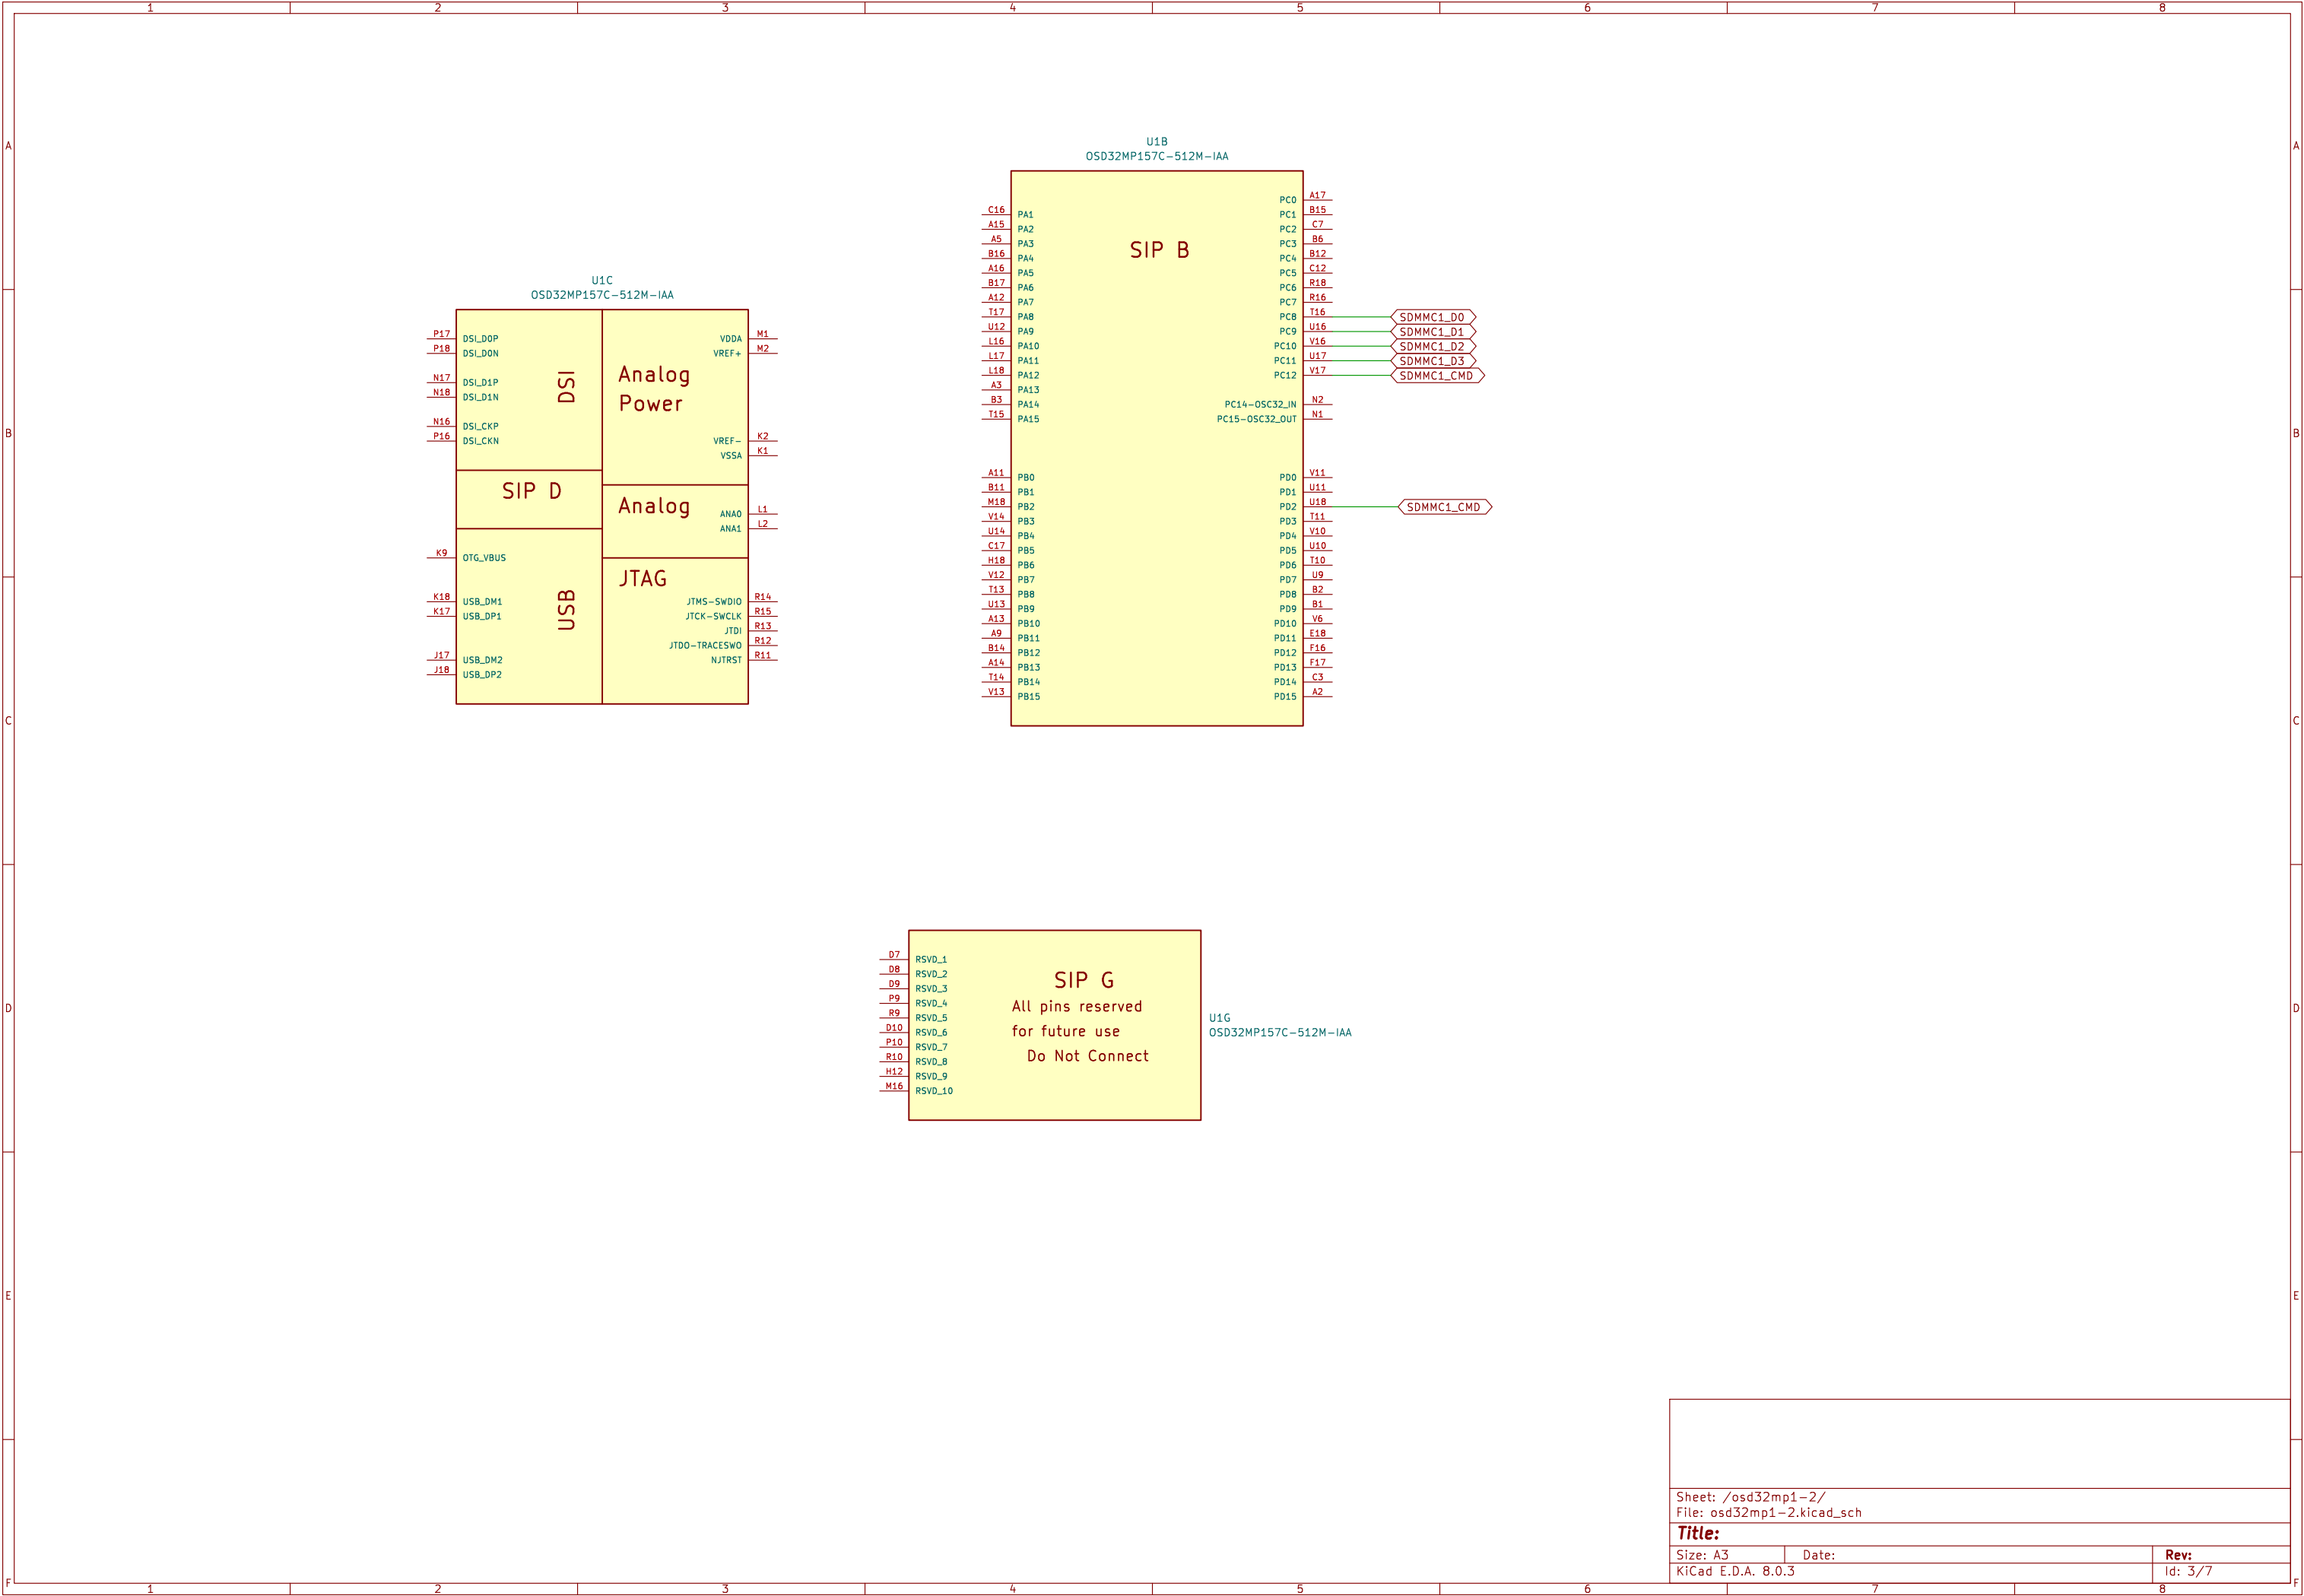 1 2 3 4 5 6 7 8
A A
B B
C C
D D
E E
F F
U1C
OSD32MP157C-512M-IAA
DSI
Analog
Power
SIP D
Analog
USB
JTAG
P17 DSI_D0P
P18 DSI_D0N
N17 DSI_D1P
N18 DSI_D1N
N16 DSI_CKP
P16 DSI_CKN
K9 OTG_VBUS
K18 USB_DM1
K17 USB_DP1
J17 USB_DM2
J18 USB_DP2
VDDA M1
VREF+ M2
VREF- K2
VSSA K1
ANA0 L1
ANA1 L2
JTMS-SWDIO R14
JTCK-SWCLK R15
JTDI R13
JTDO-TRACESWO R12
NJTRST R11
U1B
OSD32MP157C-512M-IAA
SIP B
C16 PA1
A15 PA2
A5 PA3
B16 PA4
A16 PA5
B17 PA6
A12 PA7
T17 PA8
U12 PA9
L16 PA10
L17 PA11
L18 PA12
A3 PA13
B3 PA14
T15 PA15
A11 PB0
B11 PB1
M18 PB2
V14 PB3
U14 PB4
C17 PB5
H18 PB6
V12 PB7
T13 PB8
U13 PB9
A13 PB10
A9 PB11
B14 PB12
A14 PB13
T14 PB14
V13 PB15
PC0 A17
PC1 B15
PC2 C7
PC3 B6
PC4 B12
PC5 C12
PC6 R18
PC7 R16
PC8 T16 SDMMC1_D0
PC9 U16 SDMMC1_D1
PC10 V16 SDMMC1_D2
PC11 U17 SDMMC1_D3
PC12 V17 SDMMC1_CMD
PC14-OSC32_IN N2
PC15-OSC32_OUT N1
PD0 V11
PD1 U11
PD2 U18 SDMMC1_CMD
PD3 T11
PD4 V10
PD5 U10
PD6 T10
PD7 U9
PD8 B2
PD9 B1
PD10 V6
PD11 E18
PD12 F16
PD13 F17
PD14 C3
PD15 A2
D7 RSVD_1
D8 RSVD_2
D9 RSVD_3
P9 RSVD_4
R9 RSVD_5
D10 RSVD_6
P10 RSVD_7
R10 RSVD_8
H12 RSVD_9
M16 RSVD_10
SIP G
All pins reserved
for future use
Do Not Connect
U1G
OSD32MP157C-512M-IAA
Sheet: /osd32mp1-2/
File: osd32mp1-2.kicad_sch
Title:
Size: A3 Date: Rev:
KiCad E.D.A. 8.0.3 Id: 3/7
1 2 3 4 5 6 7 8